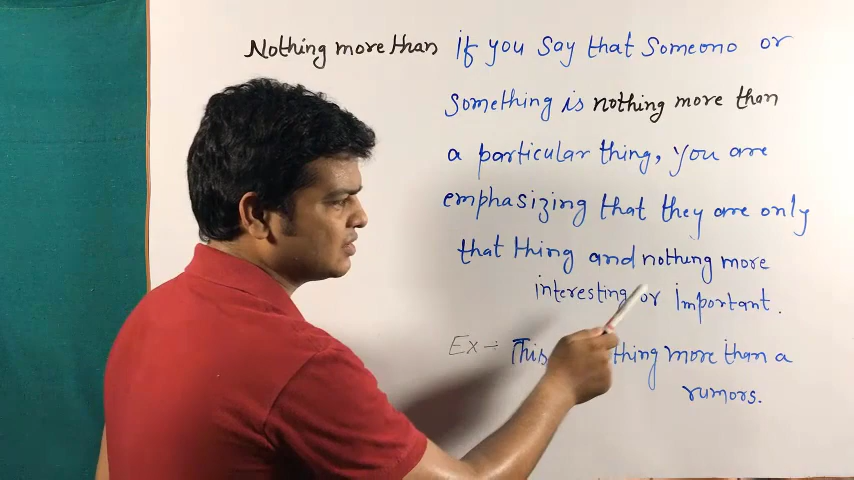 Nothing more than if you say that someono or
something is nothing more than
a particular thing, you are
emphasizing that they are only
that thing and nothing more
interesting or important.
Ex - This thing more than a
rumors.